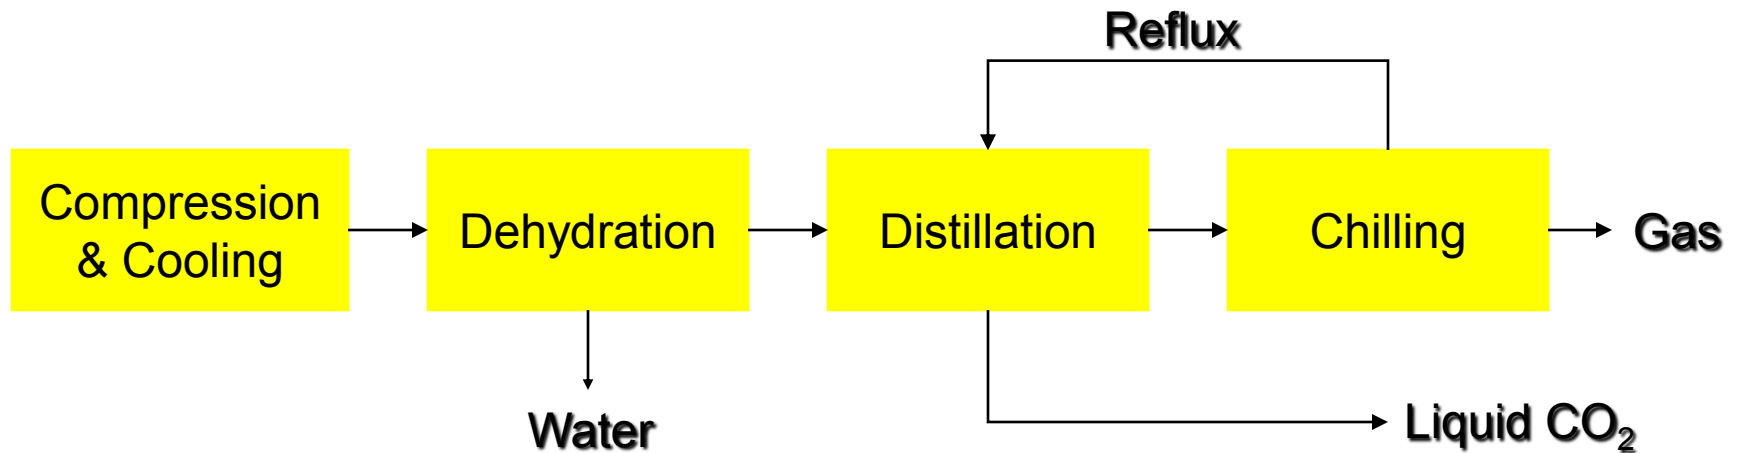 Reflux
Compression
& Cooling
Dehydration
Distillation
Chilling
Gas
Water
Liquid CO₂